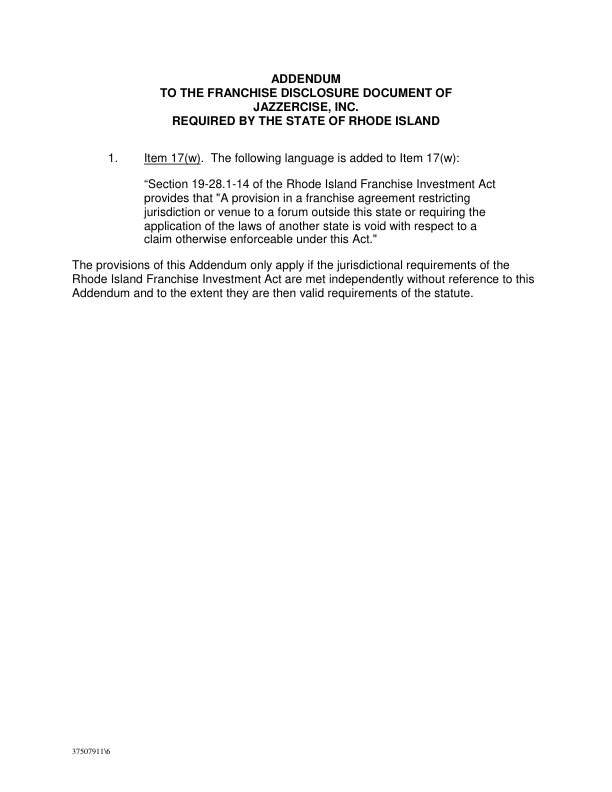 ADDENDUM
TO THE FRANCHISE DISCLOSURE DOCUMENT OF
JAZZERCISE, INC.
REQUIRED BY THE STATE OF RHODE ISLAND
1. Item 17(w). The following language is added to Item 17(w):
“Section 19-28.1-14 of the Rhode Island Franchise Investment Act
provides that "A provision in a franchise agreement restricting
jurisdiction or venue to a forum outside this state or requiring the
application of the laws of another state is void with respect to a
claim otherwise enforceable under this Act."
The provisions of this Addendum only apply if the jurisdictional requirements of the
Rhode Island Franchise Investment Act are met independently without reference to this
Addendum and to the extent they are then valid requirements of the statute.
37507911\6